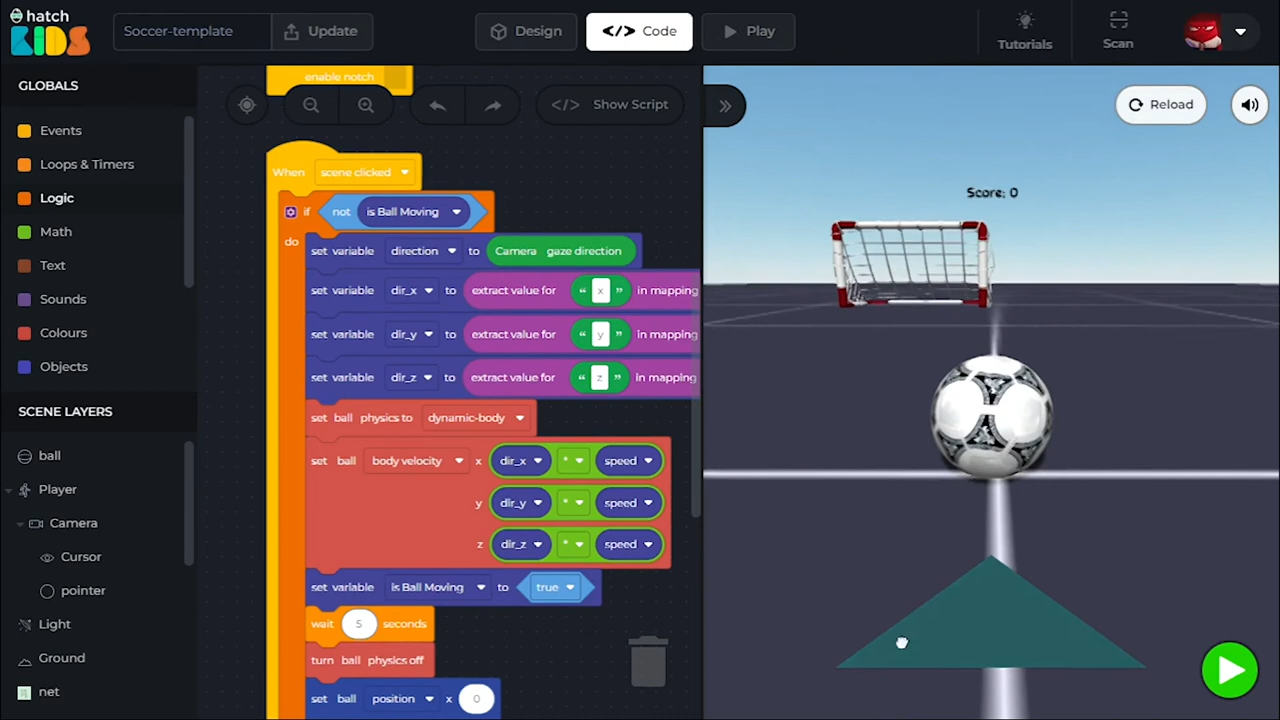 hatch
KIDS
Soccer-template
Update
Design
</> Code
Play
Tutorials
Scan
GLOBALS
Events
Loops & Timers
Logic
Math
Text
Sounds
Colours
Objects
SCENE LAYERS
ball
Player
Camera
Cursor
pointer
Light
Ground
net
enable notch
</> Show Script
When scene clicked
if not is Ball Moving
do
set variable direction to Camera gaze direction
set variable dir_x to extract value for “ x ” in mapping
set variable dir_y to extract value for “ y ” in mapping
set variable dir_z to extract value for “ z ” in mapping
set ball physics to dynamic-body
set ball body velocity x dir_x * speed
y dir_y * speed
z dir_z * speed
set variable is Ball Moving to true
wait 5 seconds
turn ball physics off
set ball position x 0
Reload
Score: 0